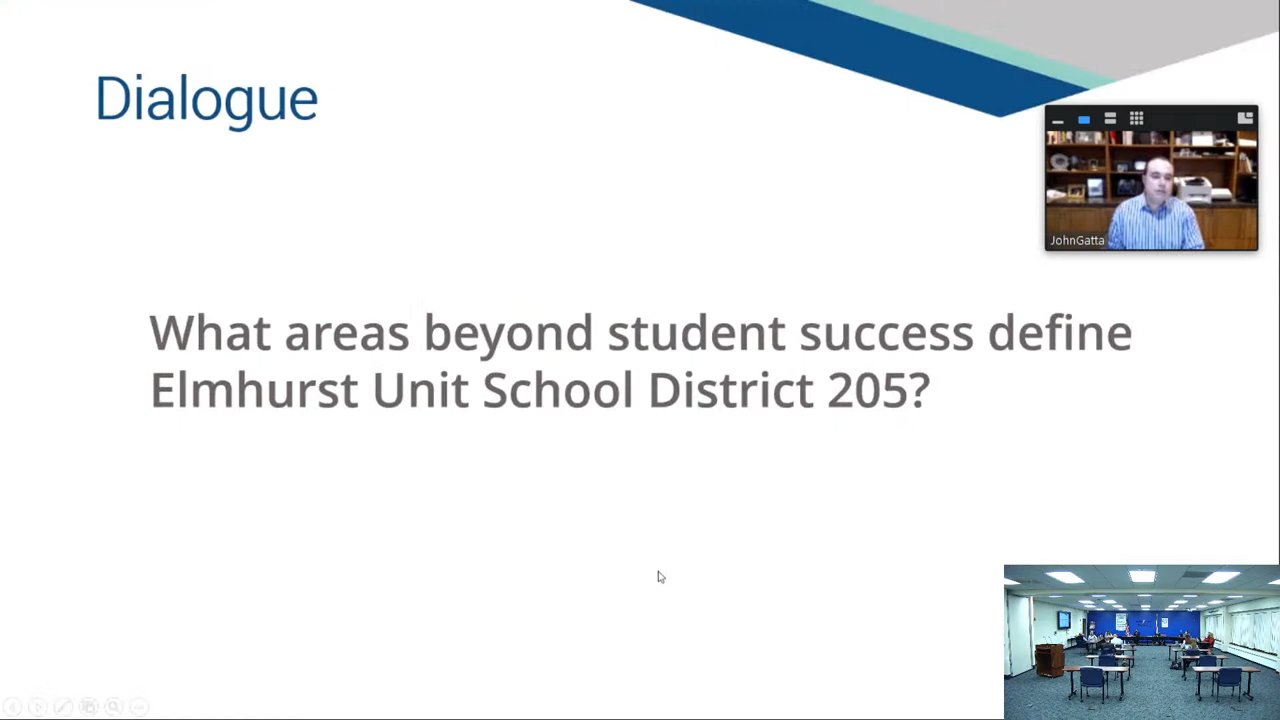 Dialogue
JohnGatta
What areas beyond student success define
Elmhurst Unit School District 205?